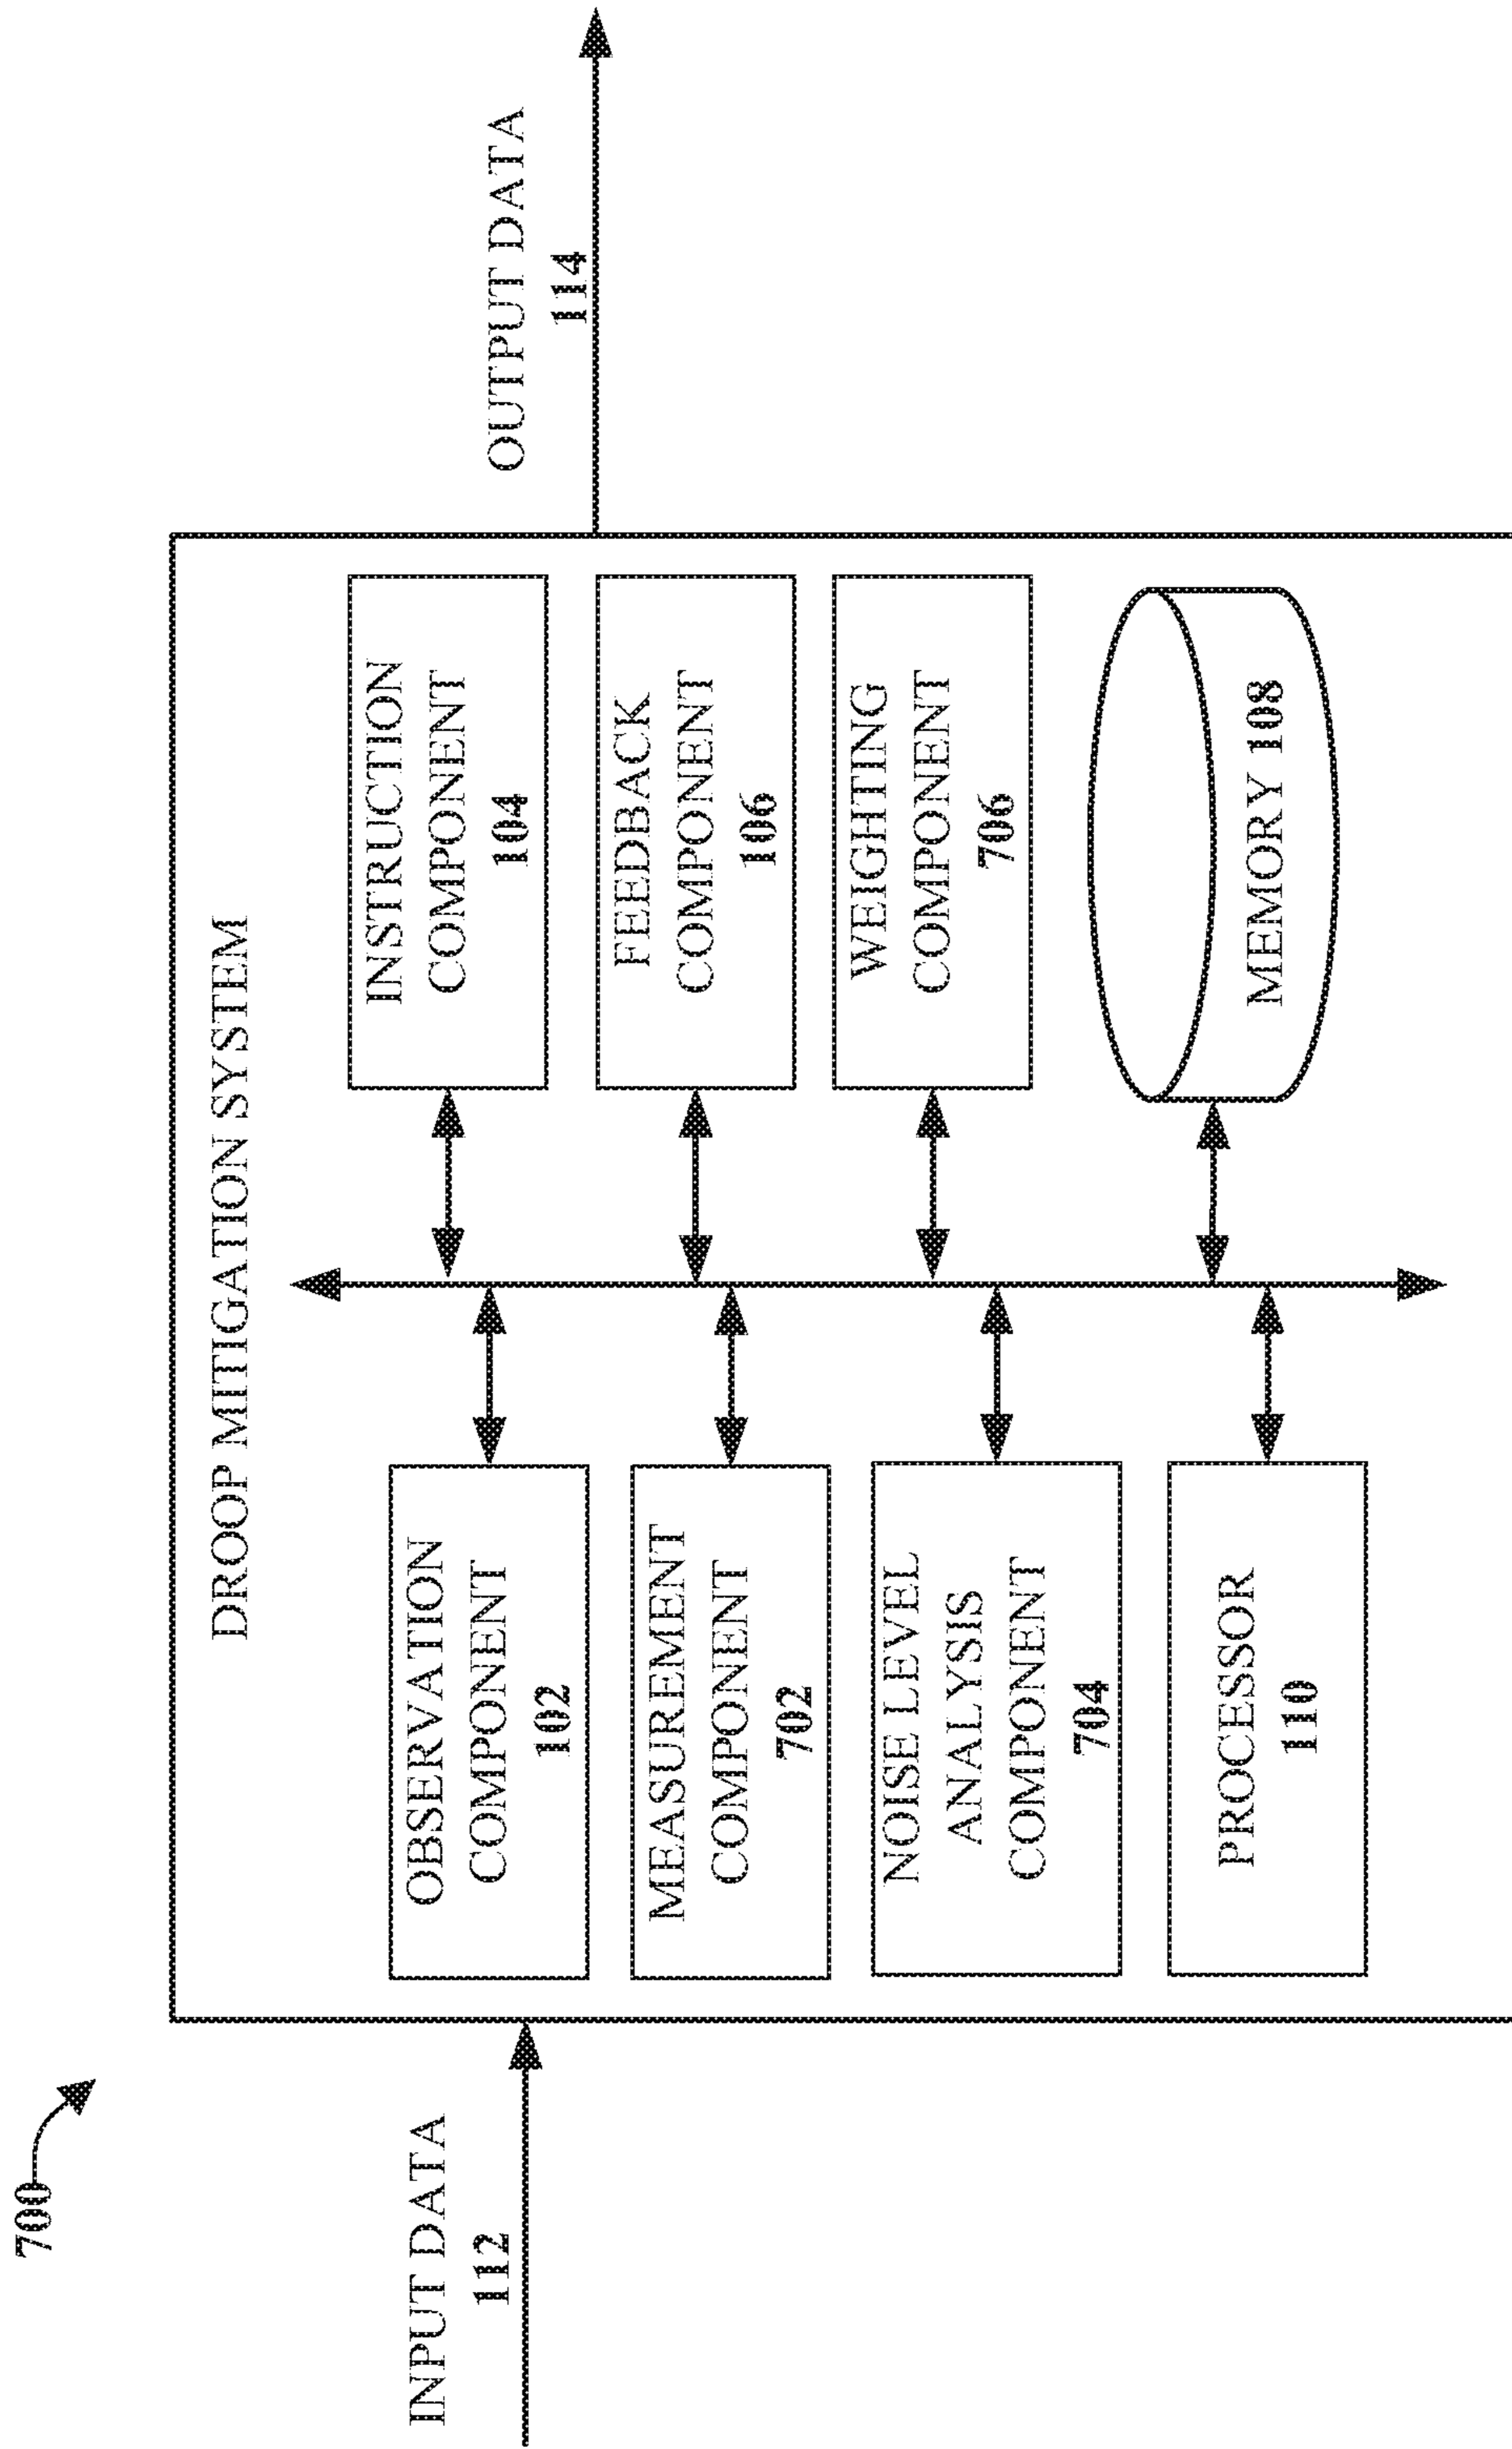 700
DROOP MITIGATION SYSTEM
INPUT DATA
112
OBSERVATION
COMPONENT
102
MEASUREMENT
COMPONENT
702
NOISE LEVEL
ANALYSIS
COMPONENT
704
PROCESSOR
110
INSTRUCTION
COMPONENT
104
FEEDBACK
COMPONENT
106
WEIGHTING
COMPONENT
706
MEMORY 108
OUTPUT DATA
114